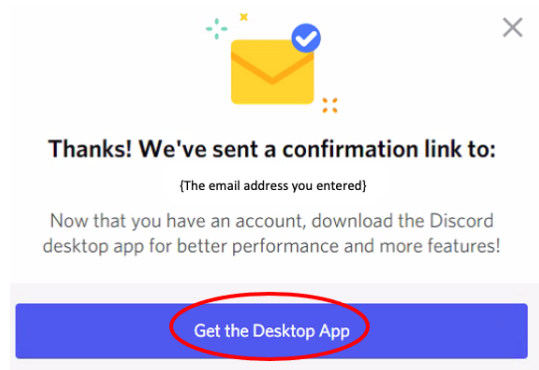 Thanks! We've sent a confirmation link to:
{The email address you entered}
Now that you have an account, download the Discord
desktop app for better performance and more features!
Get the Desktop App